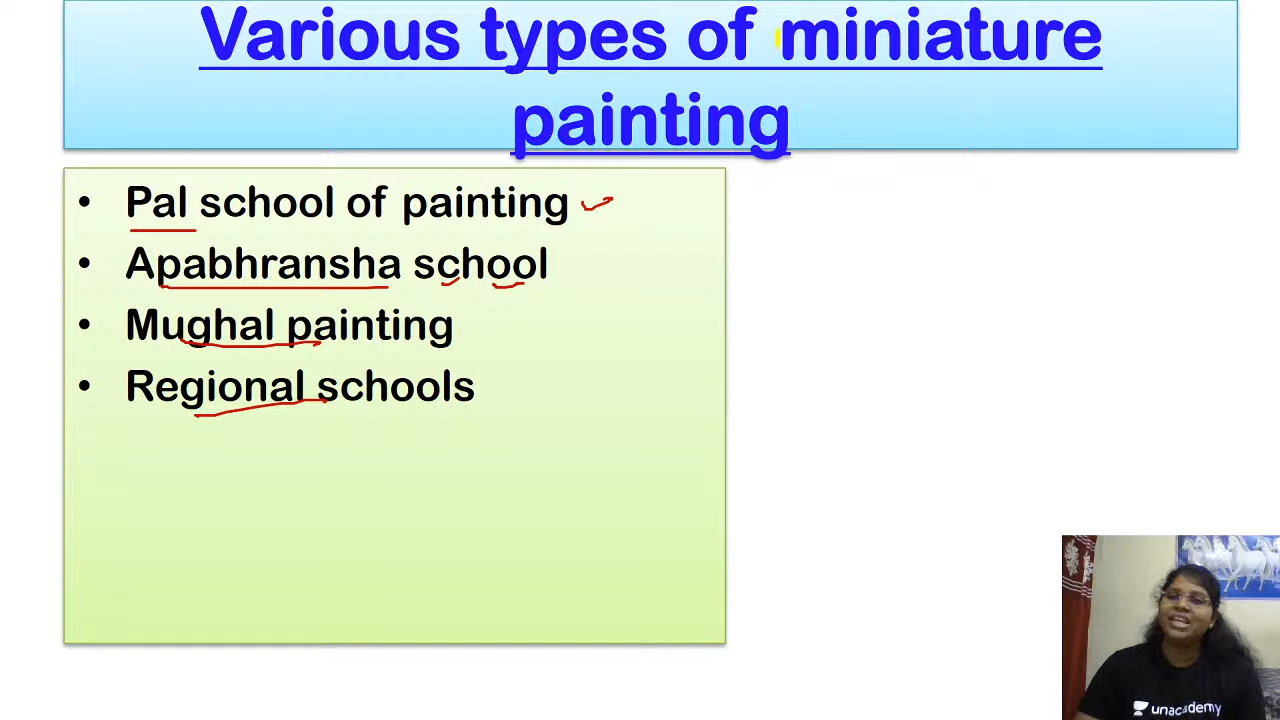 Various types of miniature
painting
• Pal school of painting
• Apabhransha school
• Mughal painting
• Regional schools
unacademy